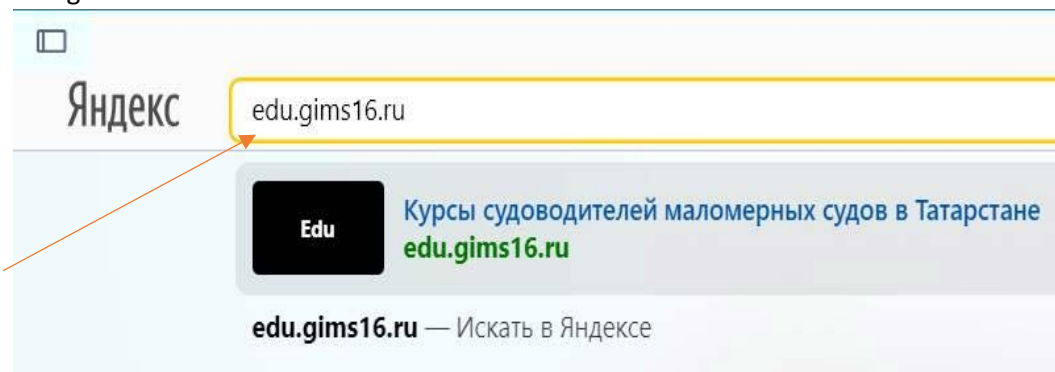 Яндекс
edu.gims16.ru
Edu
Курсы судоводителей маломерных судов в Татарстане
edu.gims16.ru
edu.gims16.ru — Искать в Яндексе